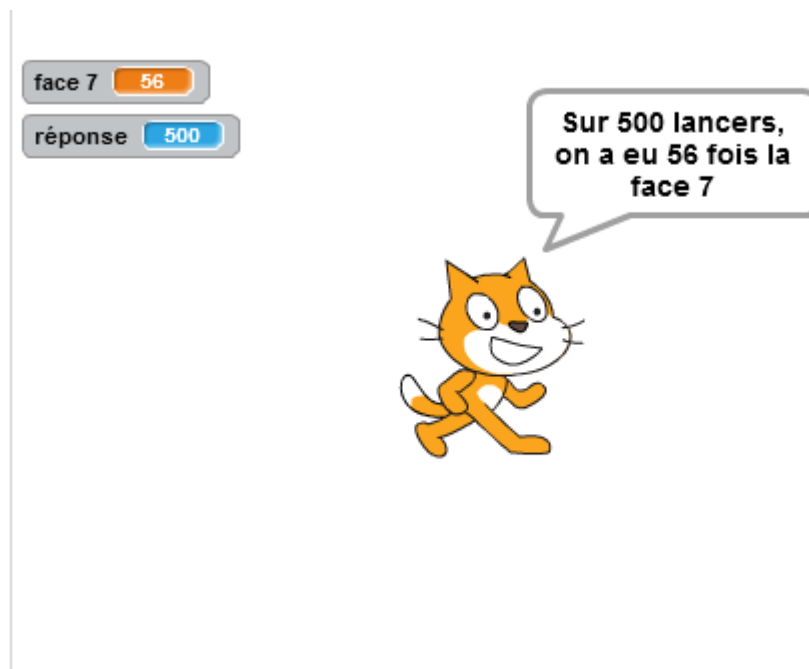 face 7 56
réponse 500
Sur 500 lancers,
on a eu 56 fois la
face 7